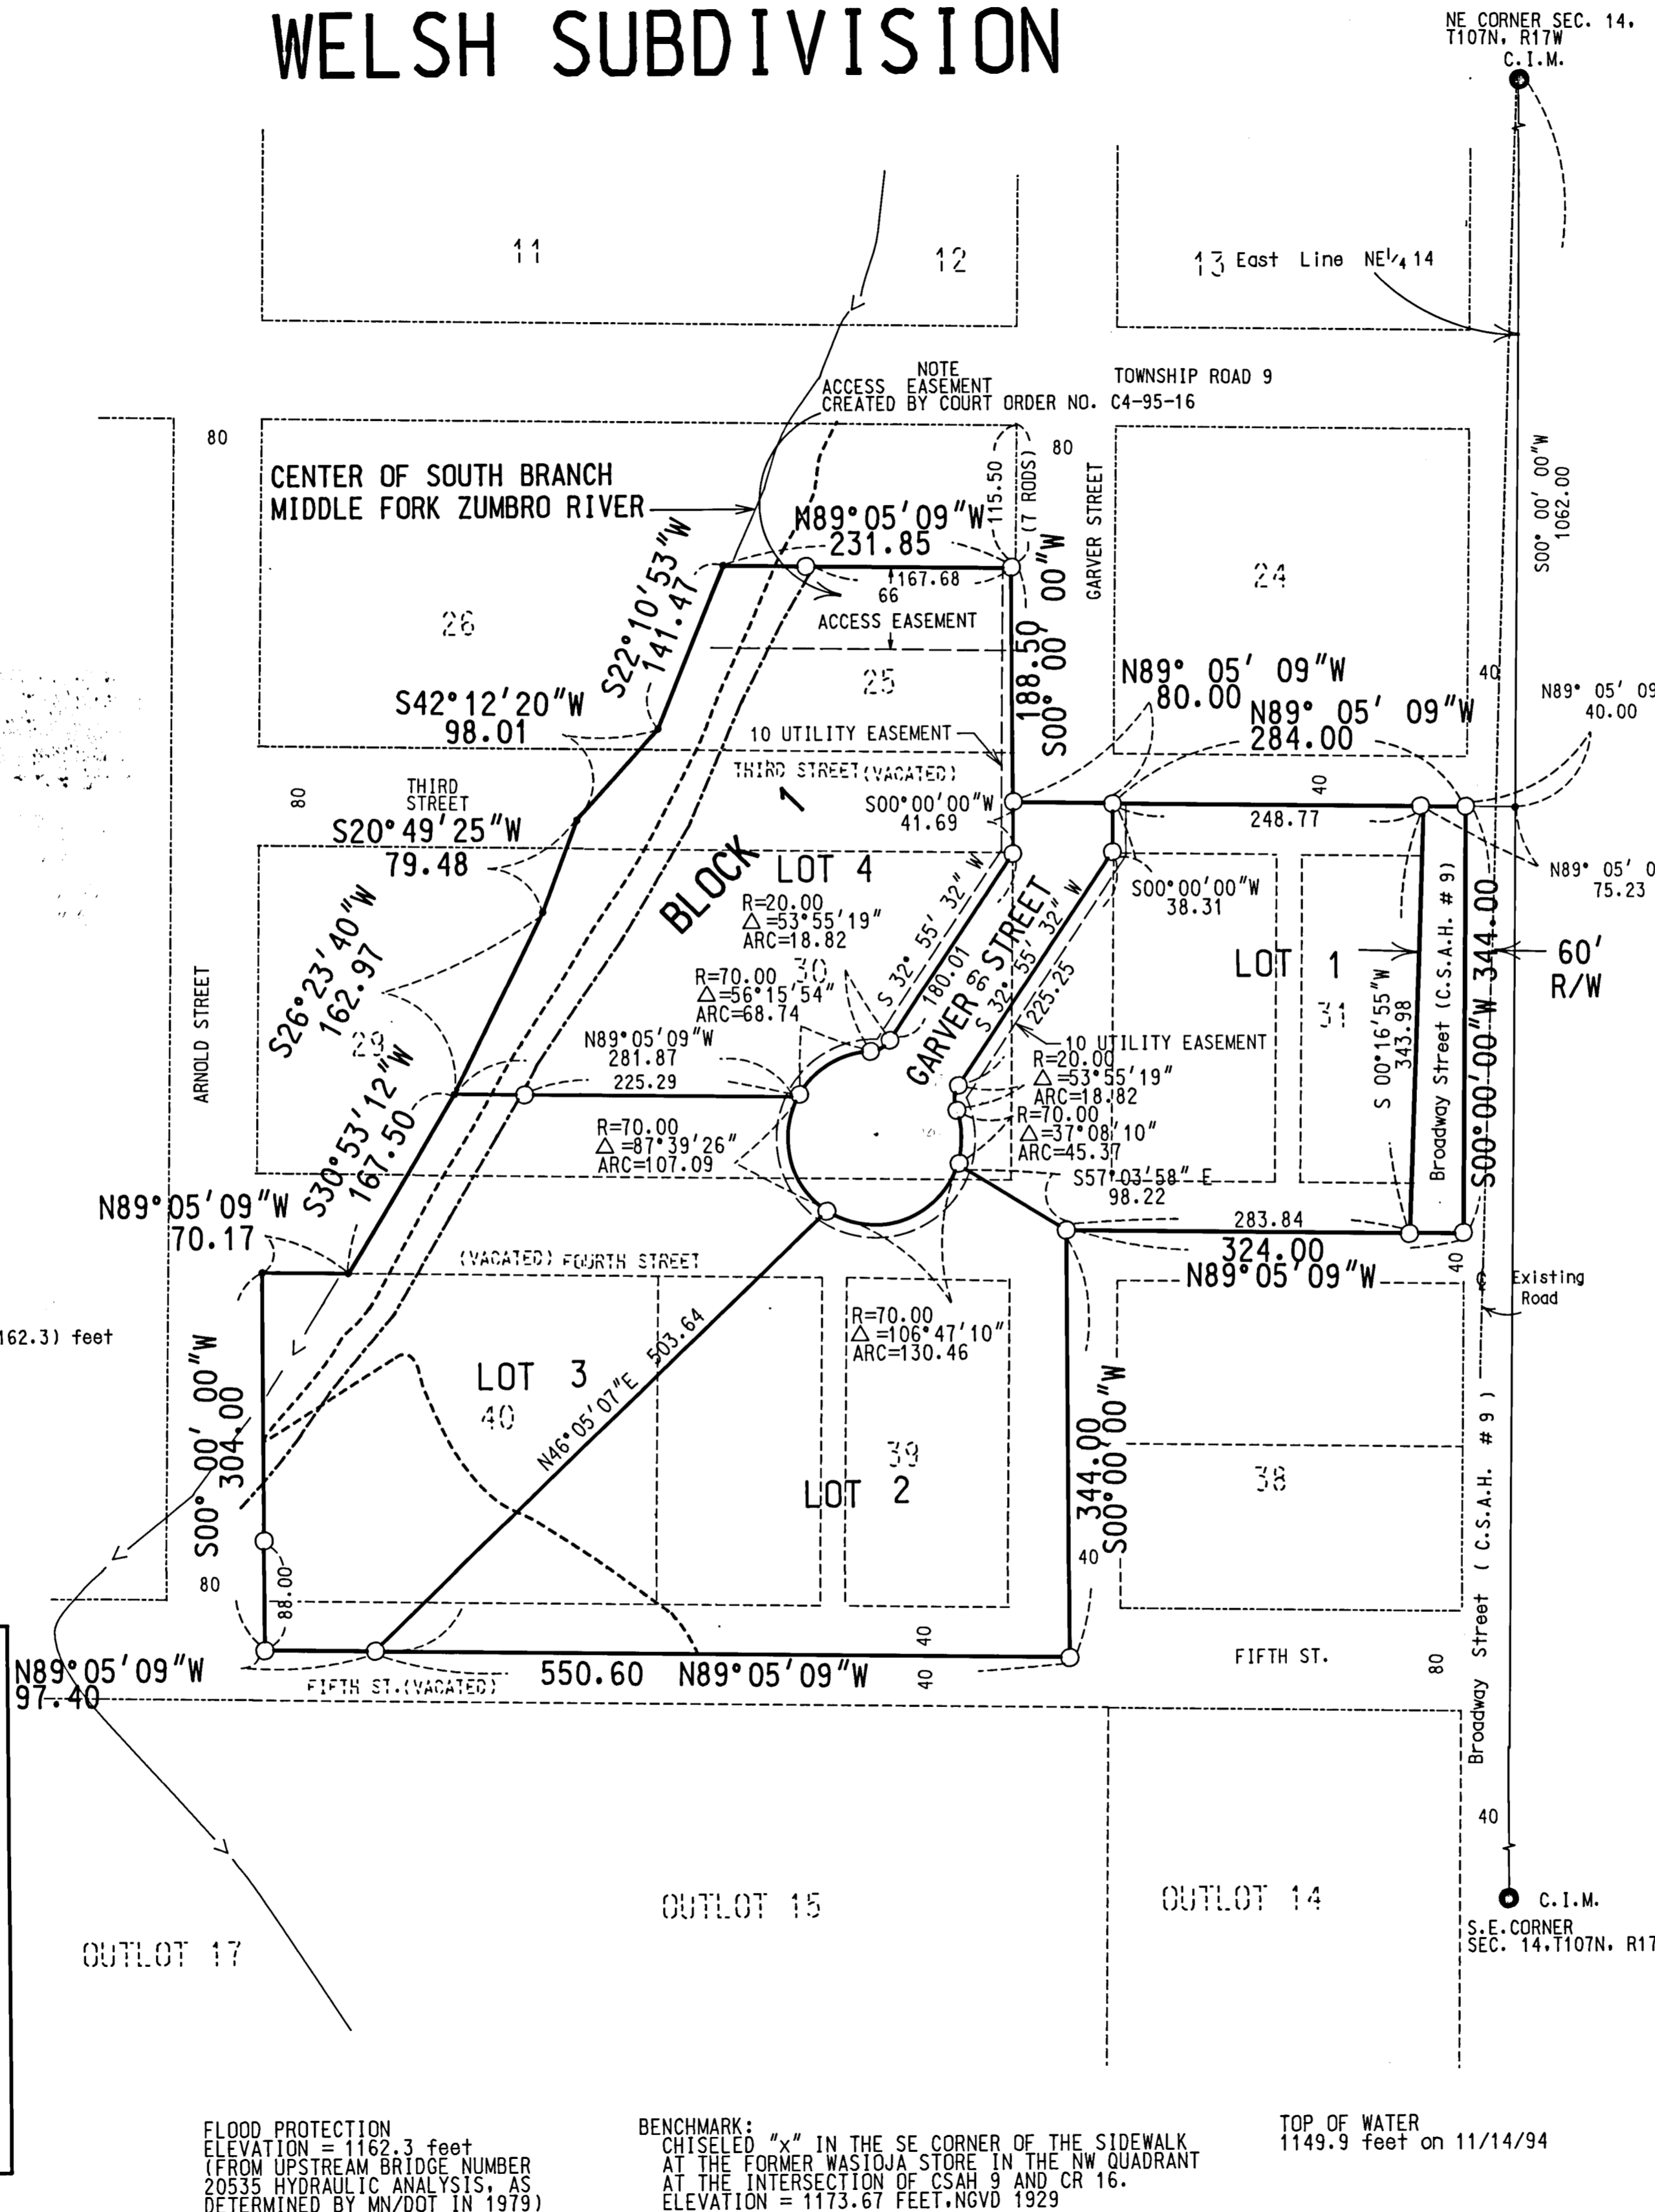 WELSH SUBDIVISION
NE CORNER SEC. 14,
T107N, R17W
C.I.M.
11
12
13
East Line NE¼ 14
NOTE
ACCESS EASEMENT
CREATED BY COURT ORDER NO. C4-95-16
TOWNSHIP ROAD 9
80
CENTER OF SOUTH BRANCH
MIDDLE FORK ZUMBRO RIVER
N89°05'09"W
231.85
115.50
(7 RODS)
80
GARVER STREET
S00° 00' 00"W
1062.00
24
26
S22°10'53"W
141.47
167.68
66
ACCESS EASEMENT
25
188.50
S00° 00' 00"W
N89° 05' 09"W
80.00
N89° 05' 09"W
284.00
40
N89° 05' 09
40.00
S42°12'20"W
98.01
10 UTILITY EASEMENT
THIRD STREET (VACATED)
80
THIRD
STREET
S20°49'25"W
79.48
BLOCK 1
S00°00'00"W
41.69
40
248.77
LOT 4
R=20.00
△=53°55'19"
ARC=18.82
S 32° 55' 32" W
180.01
GARVER STREET
66
S 32° 55' 32" W
225.25
S00°00'00"W
38.31
N89° 05' 0
75.23
S26°23'40"W
162.97
29
R=70.00
△=56°15'54"
ARC=68.74
30
LOT 1
31
S 00°16'55"W
343.98
Broadway Street (C.S.A.H. # 9)
S00°00'00"W 344.00
60'
R/W
ARNOLD STREET
N89°05'09"W
281.87
225.29
10 UTILITY EASEMENT
R=20.00
△=53°55'19"
ARC=18.82
R=70.00
△=37°08'10"
ARC=45.37
S30°53'12"W
167.50
R=70.00
△=87°39'26"
ARC=107.09
S57°03'58" E
98.22
N89°05'09"W
70.17
283.84
324.00
N89°05'09"W
40
(VACATED) FOURTH STREET
Existing
Road
162.3) feet
R=70.00
△=106°47'10"
ARC=130.46
S00° 00' 00"W
304.00
LOT 3
40
N46°05'07"E
503.64
39
LOT 2
344.00
S00°00'00"W
38
80
88.00
40
Broadway Street ( C.S.A.H. # 9 )
N89°05'09"W
97.40
FIFTH ST.(VACATED)
550.60 N89°05'09"W
40
40
FIFTH ST.
80
40
OUTLOT 15
OUTLOT 14
C.I.M.
S.E.CORNER
SEC. 14,T107N, R17
OUTLOT 17
FLOOD PROTECTION
ELEVATION = 1162.3 feet
(FROM UPSTREAM BRIDGE NUMBER
20535 HYDRAULIC ANALYSIS, AS
DETERMINED BY MN/DOT IN 1979)
BENCHMARK:
CHISELED "x" IN THE SE CORNER OF THE SIDEWALK
AT THE FORMER WASIOJA STORE IN THE NW QUADRANT
AT THE INTERSECTION OF CSAH 9 AND CR 16.
ELEVATION = 1173.67 FEET,NGVD 1929
TOP OF WATER
1149.9 feet on 11/14/94